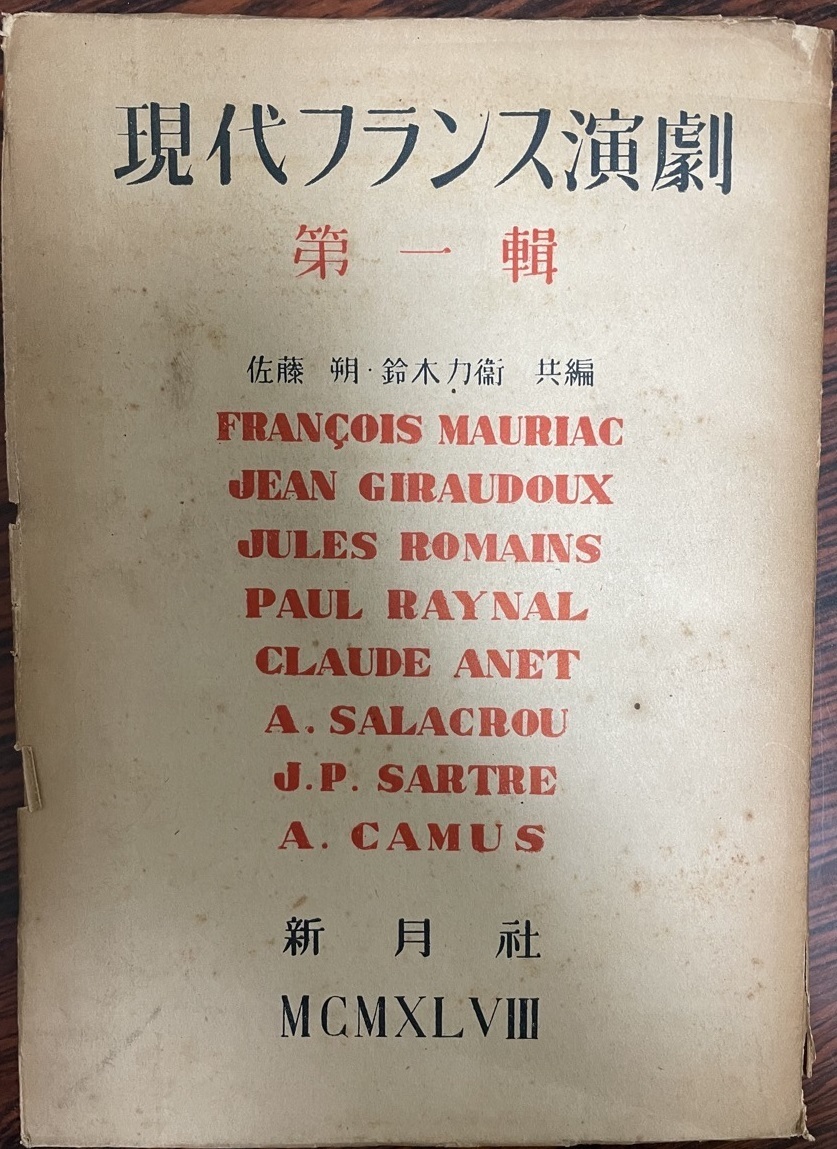 現代フランス演劇
第一輯
佐藤 朔・鈴木力衞 共編
FRANÇOIS MAURIAC
JEAN GIRAUDOUX
JULES ROMAINS
PAUL RAYNAL
CLAUDE ANET
A. SALACROU
J.P. SARTRE
A. CAMUS
新月社
MCMXLVIII